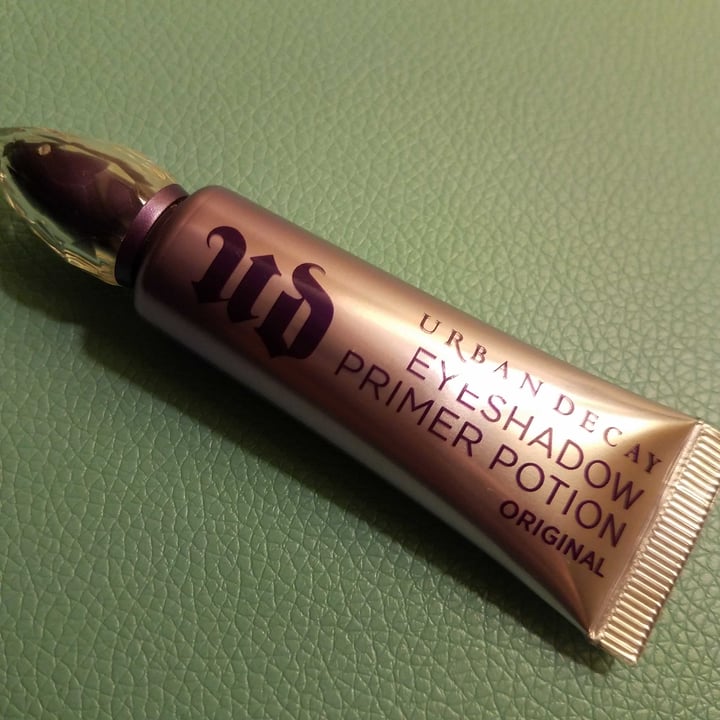 UD
URBAN DECAY
EYESHADOW
PRIMER POTION
ORIGINAL